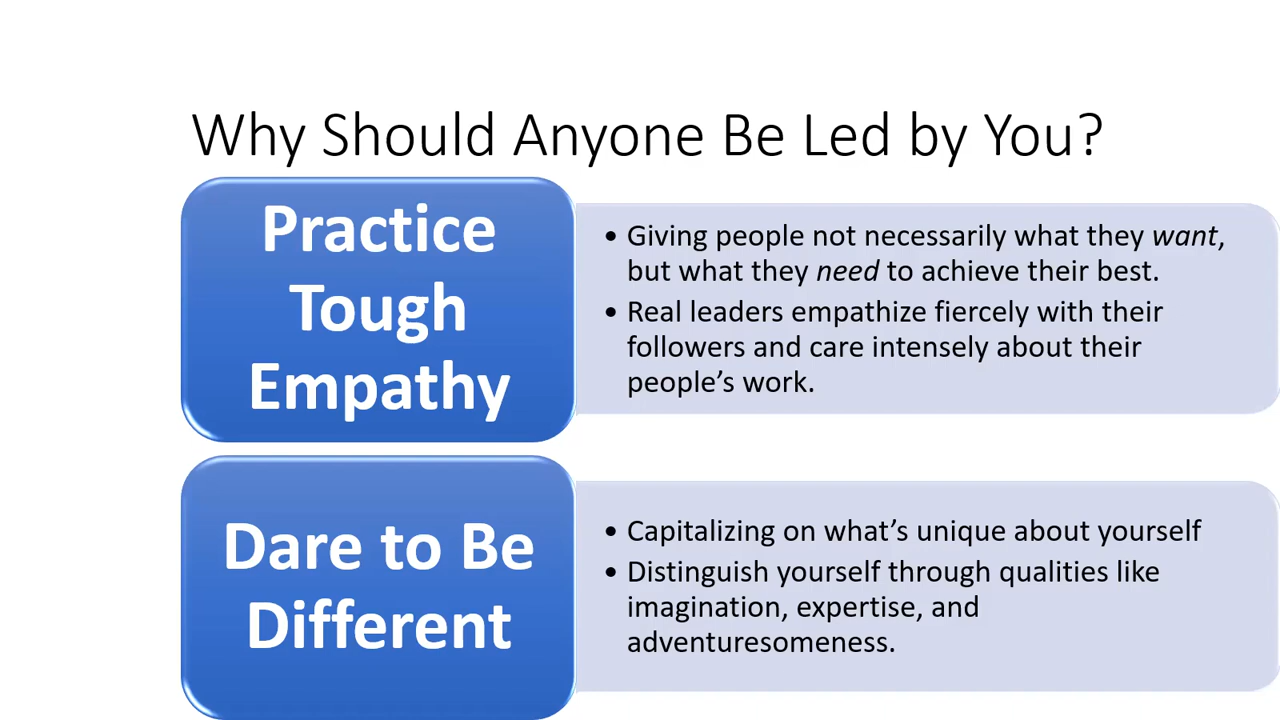 Why Should Anyone Be Led by You?
Practice
Tough
Empathy
• Giving people not necessarily what they want,
but what they need to achieve their best.
• Real leaders empathize fiercely with their
followers and care intensely about their
people’s work.
Dare to Be
Different
• Capitalizing on what’s unique about yourself
• Distinguish yourself through qualities like
imagination, expertise, and
adventuresomeness.